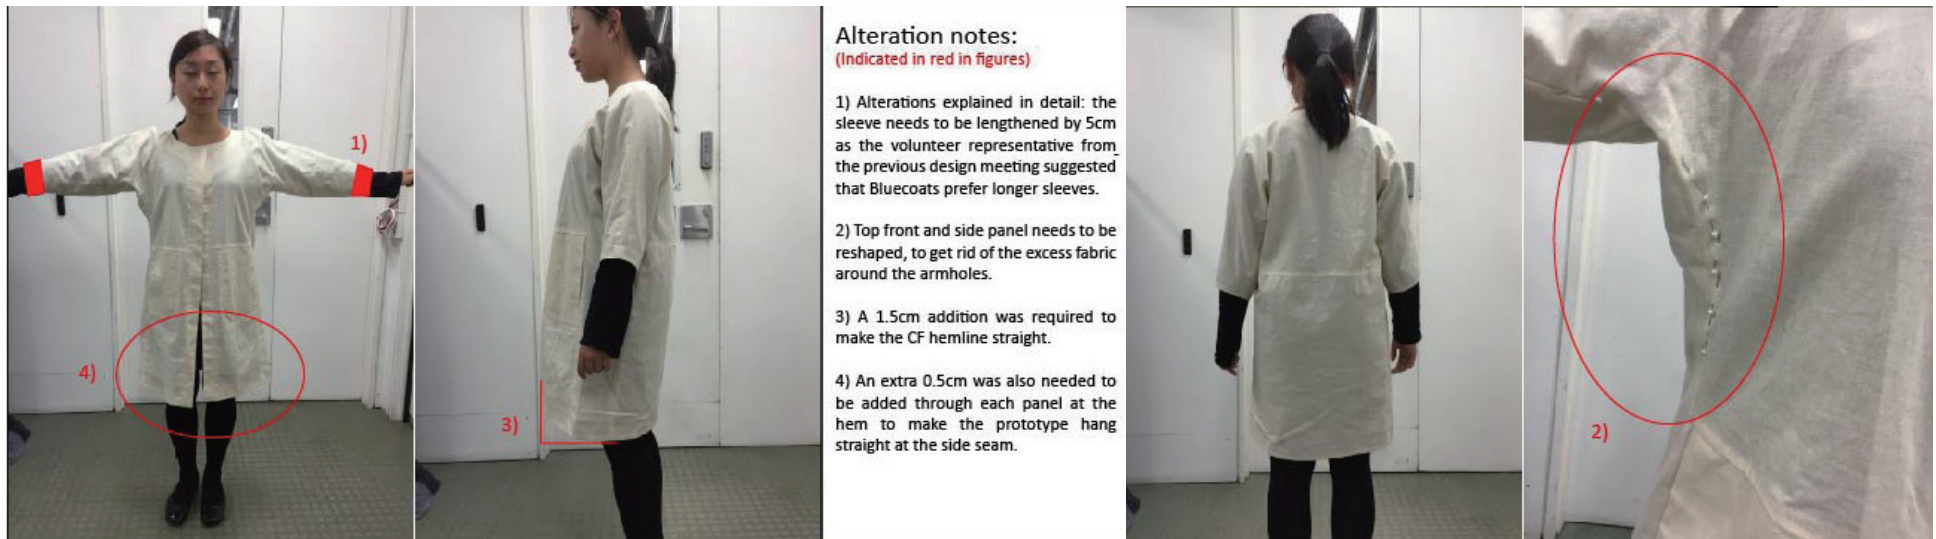 1)
4)
3)
Alteration notes:
(Indicated in red in figures)
1) Alterations explained in detail: the
sleeve needs to be lengthened by 5cm
as the volunteer representative from
the previous design meeting suggested
that Bluecoats prefer longer sleeves.
2) Top front and side panel needs to be
reshaped, to get rid of the excess fabric
around the armholes.
3) A 1.5cm addition was required to
make the CF hemline straight.
4) An extra 0.5cm was also needed to
be added through each panel at the
hem to make the prototype hang
straight at the side seam.
2)